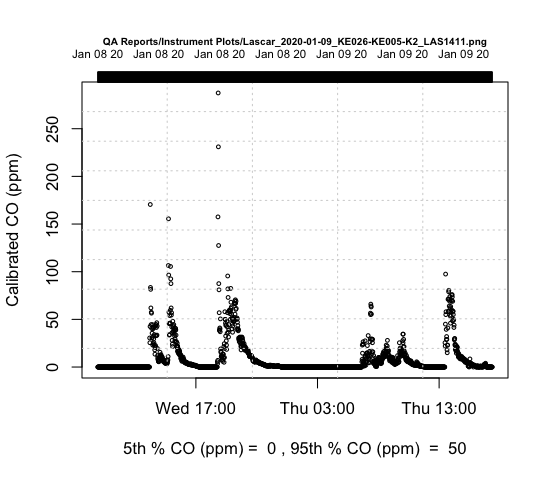 QA Reports/Instrument Plots/Lascar_2020-01-09_KE026-KE005-K2_LAS1411.png
Jan 08 20 Jan 08 20 Jan 08 20 Jan 08 20 Jan 09 20 Jan 09 20 Jan 09 20
Calibrated CO (ppm)
250
200
150
100
50
0
Wed 17:00 Thu 03:00 Thu 13:00
5th % CO (ppm) = 0 , 95th % CO (ppm) = 50